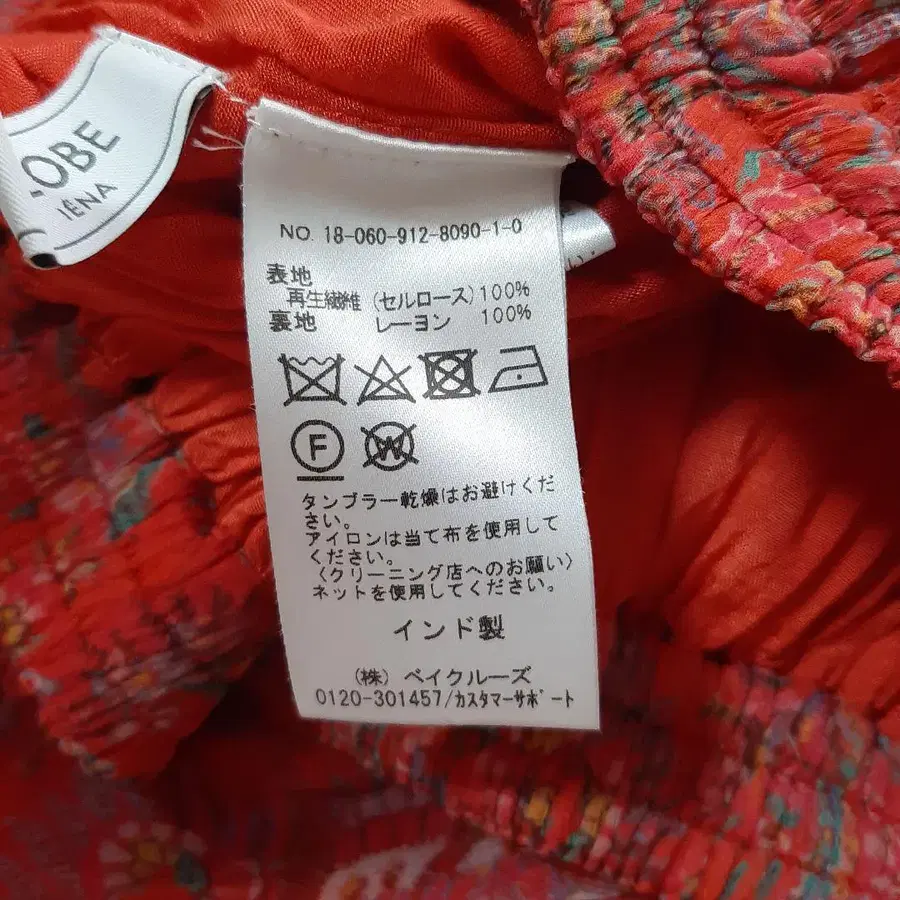 OBE
IÉNA
NO. 18-060-912-8090-1-0
表地
再生繊維 (セルロース) 100%
裏地 レーヨン 100%
F
W
タンブラー乾燥はお避けくだ
さい。
アイロンは当て布を使用して
ください。
〈クリーニング店へのお願い〉
ネットを使用してください。
インド製
(株) ベイクルーズ
0120-301457/カスタマーサポート